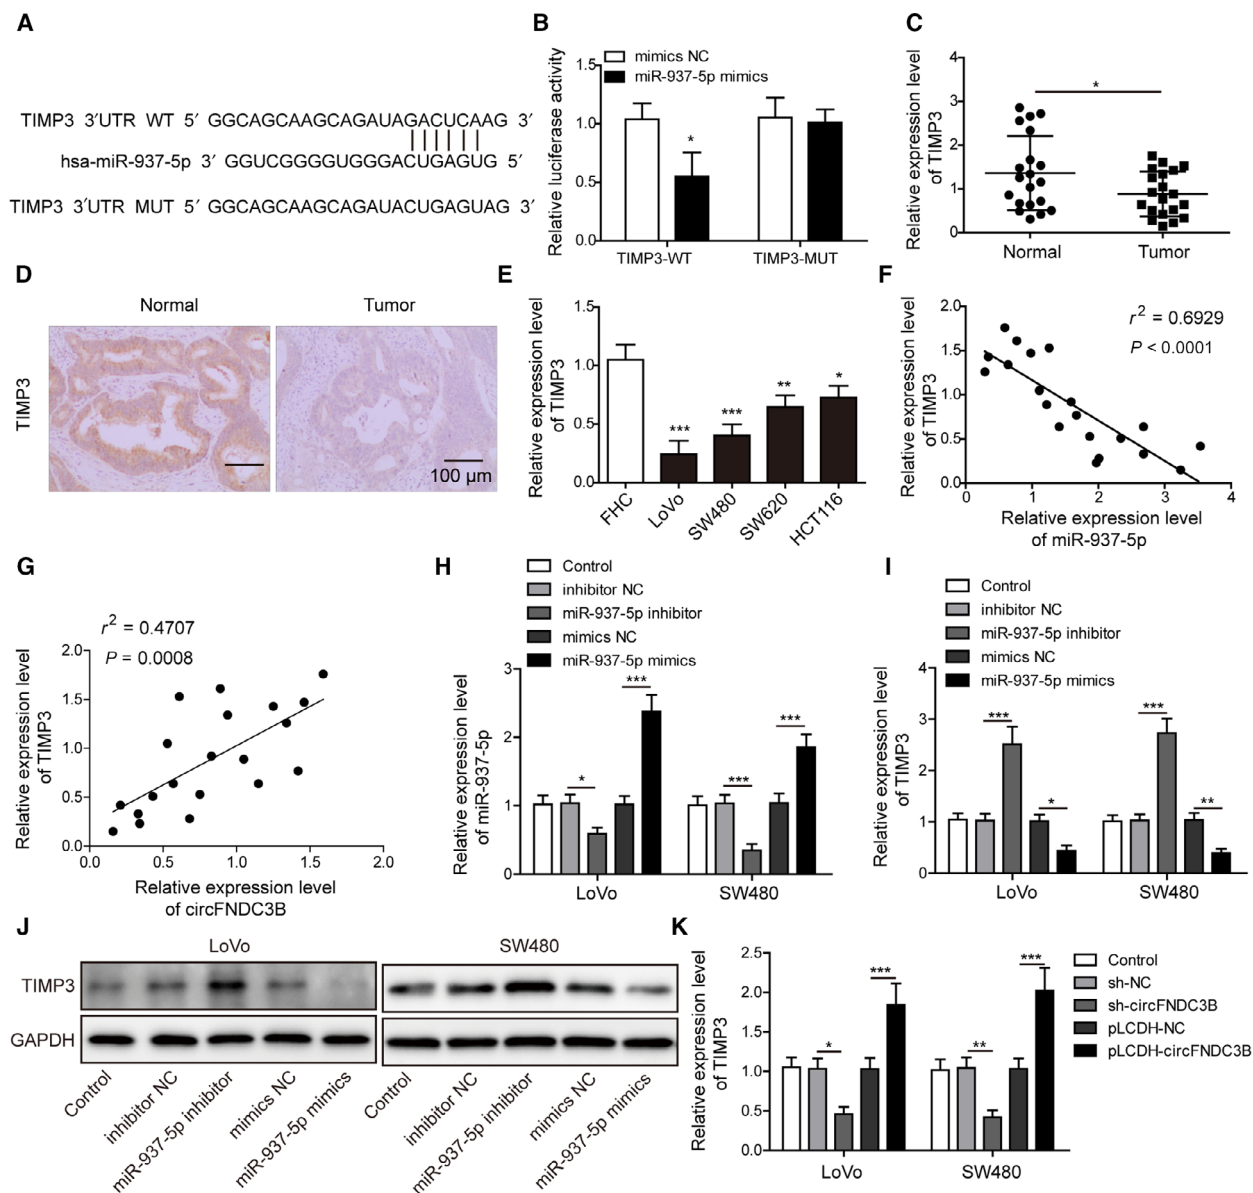 A
TIMP3 3′UTR WT 5′ GGCAGCAAGCAGAUAGACUCAAG 3′
hsa-miR-937-5p 3′ GGUCGGGGUGGGACUGAGUG 5′
TIMP3 3′UTR MUT 5′ GGCAGCAAGCAGAUACUGAGUAG 3′
B
mimics NC
miR-937-5p mimics
Relative luciferase activity
1.5
1.0
0.5
0.0
*
TIMP3-WT
TIMP3-MUT
C
Relative expression level
of TIMP3
4
3
2
1
0
*
Normal
Tumor
D
Normal
Tumor
TIMP3
100 μm
E
Relative expression level
of TIMP3
1.5
1.0
0.5
0.0
***
***
**
*
FHC
LoVo
SW480
SW620
HCT116
F
Relative expression level
of TIMP3
2.0
1.5
1.0
0.5
0.0
r² = 0.6929
P < 0.0001
0 1 2 3 4
Relative expression level
of miR-937-5p
G
r² = 0.4707
P = 0.0008
Relative expression level
of TIMP3
2.0
1.5
1.0
0.5
0.0
0.0 0.5 1.0 1.5 2.0
Relative expression level
of circFNDC3B
H
Control
inhibitor NC
miR-937-5p inhibitor
mimics NC
miR-937-5p mimics
Relative expression level
of miR-937-5p
3
2
1
0
*
***
***
***
LoVo
SW480
I
Control
inhibitor NC
miR-937-5p inhibitor
mimics NC
miR-937-5p mimics
Relative expression level
of TIMP3
4
3
2
1
0
***
*
***
**
LoVo
SW480
J
LoVo
SW480
TIMP3
GAPDH
Control
inhibitor NC
miR-937-5p inhibitor
mimics NC
miR-937-5p mimics
Control
inhibitor NC
miR-937-5p inhibitor
mimics NC
miR-937-5p mimics
K
Relative expression level
of TIMP3
2.5
2.0
1.5
1.0
0.5
0.0
*
***
**
***
LoVo
SW480
Control
sh-NC
sh-circFNDC3B
pLCDH-NC
pLCDH-circFNDC3B